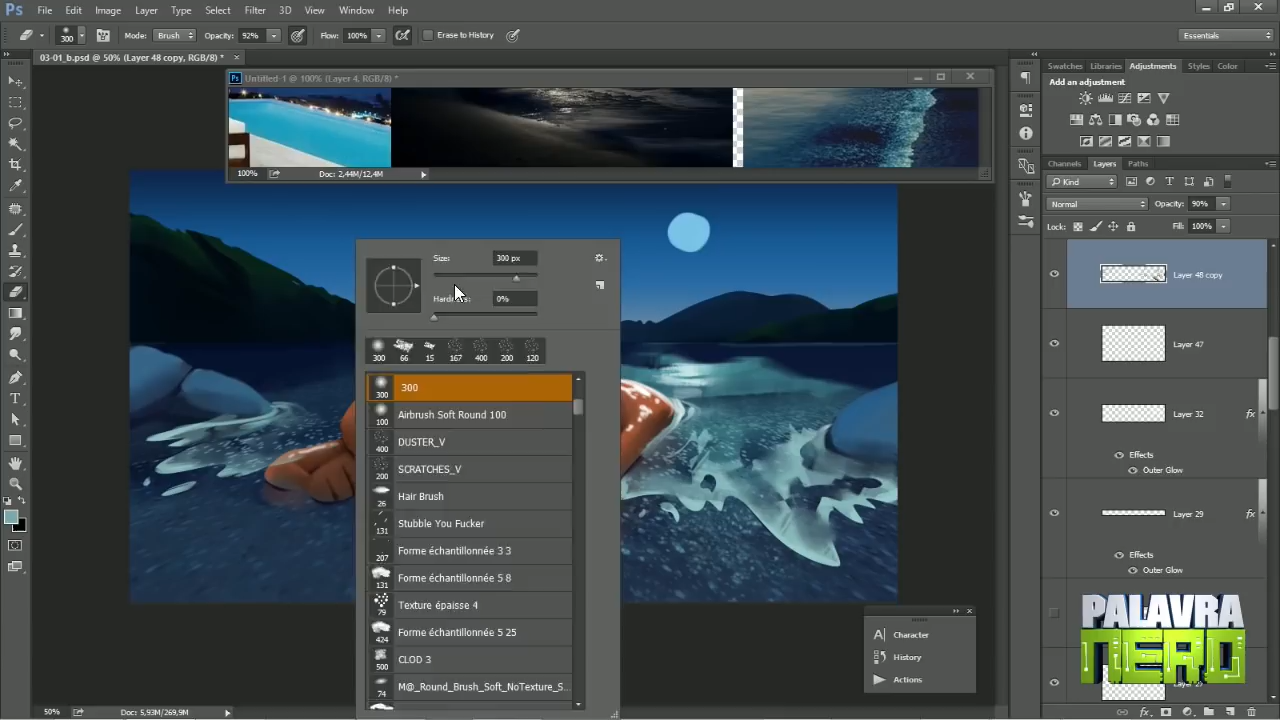 Ps File Edit Image Layer Type Select Filter 3D View Window Help
300 Mode: Brush Opacity: 92% Flow: 100% Erase to History Essentials
03-01_b.psd @ 50% (Layer 48 copy, RGB/8) * ×
Ps Untitled-1 @ 100% (Layer 4, RGB/8) *
100% Doc: 2,44M/12,4M
Swatches Libraries Adjustments Styles Color
Add an adjustment
Channels Layers Paths
Kind
Normal Opacity: 90%
Lock: Fill: 100%
Layer 48 copy
Layer 47
Layer 32 fx
Effects
Outer Glow
Layer 29 fx
Effects
Outer Glow
Size: 300 px
Hardness: 0%
300 66 15 167 400 200 120
300 300
100 Airbrush Soft Round 100
400 DUSTER_V
200 SCRATCHES_V
26 Hair Brush
131 Stubble You Fucker
207 Forme échantillonnée 3 3
131 Forme échantillonnée 5 8
79 Texture épaisse 4
424 Forme échantillonnée 5 25
500 CLOD 3
74 M@_Round_Brush_Soft_NoTexture_S...
Character
History
Actions
PALAVRA
NERD
50% Doc: 5,93M/269,9M
fx